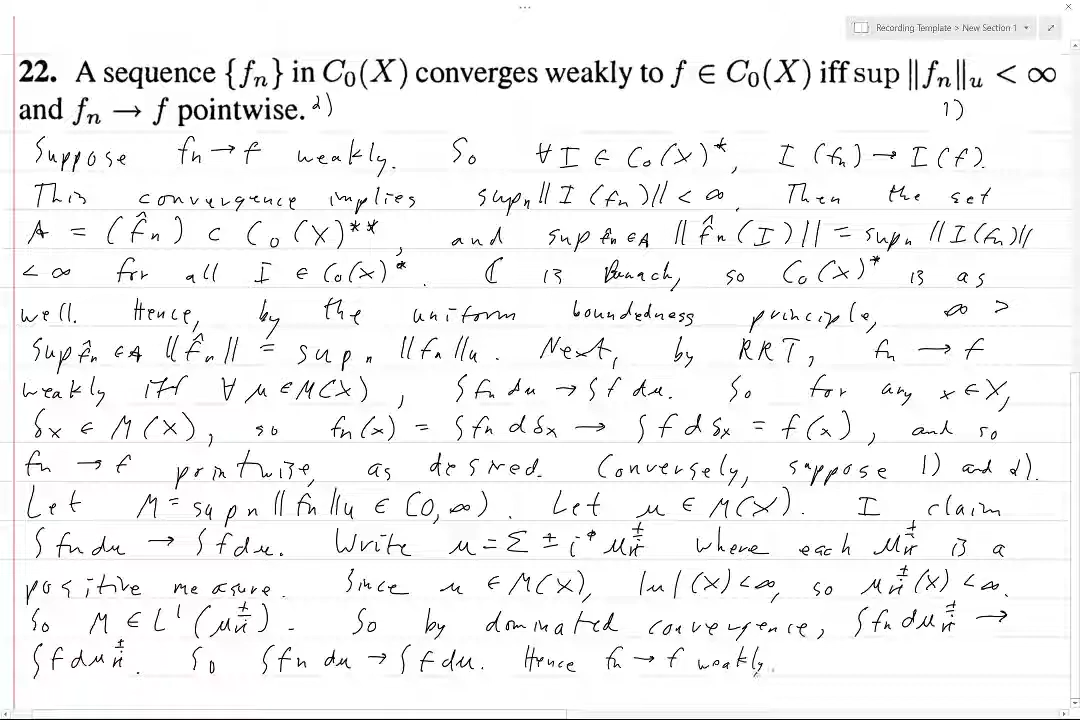 Recording Template > New Section 1
22. A sequence {fₙ} in C₀(X) converges weakly to f ∈ C₀(X) iff sup ‖fₙ‖ᵤ < ∞
and fₙ → f pointwise. 2) 1)
Suppose fn → f weakly. So ∀ I ∈ C₀(X)*, I(fn) → I(f).
This convergence implies supₙ ||I(fn)|| < ∞. Then the set
A = (f̂n) ⊂ C₀(X)**, and sup f̂n ∈ A ||f̂n(I)|| = supₙ ||I(fn)||
< ∞ for all I ∈ C₀(X)*. ℂ is Banach, so C₀(X)* is as
well. Hence, by the uniform boundedness principle, ∞ >
sup f̂n ∈ A ||f̂n|| = supₙ ||fn||u. Next, by RRT, fn → f
weakly iff ∀ μ ∈ M(X), ∫ fn dμ → ∫ f dμ. So for any x ∈ X,
δx ∈ M(X), so fn(x) = ∫ fn dδx → ∫ f dδx = f(x), and so
fn → f pointwise, as desired. Conversely, suppose 1) and 2).
Let M = supn ||fn||u ∈ [0, ∞). Let μ ∈ M(X). I claim
∫ fn dμ → ∫ f dμ. Write μ = Σ ± i* μ± where each μ± is a
positive measure. Since μ ∈ M(X), |μ|(X) < ∞, so μ±(X) < ∞.
So M ∈ L¹(μ±). So by dominated convergence, ∫ fn dμ± →
∫ f dμ±. So ∫ fn dμ → ∫ f dμ. Hence fn → f weakly.